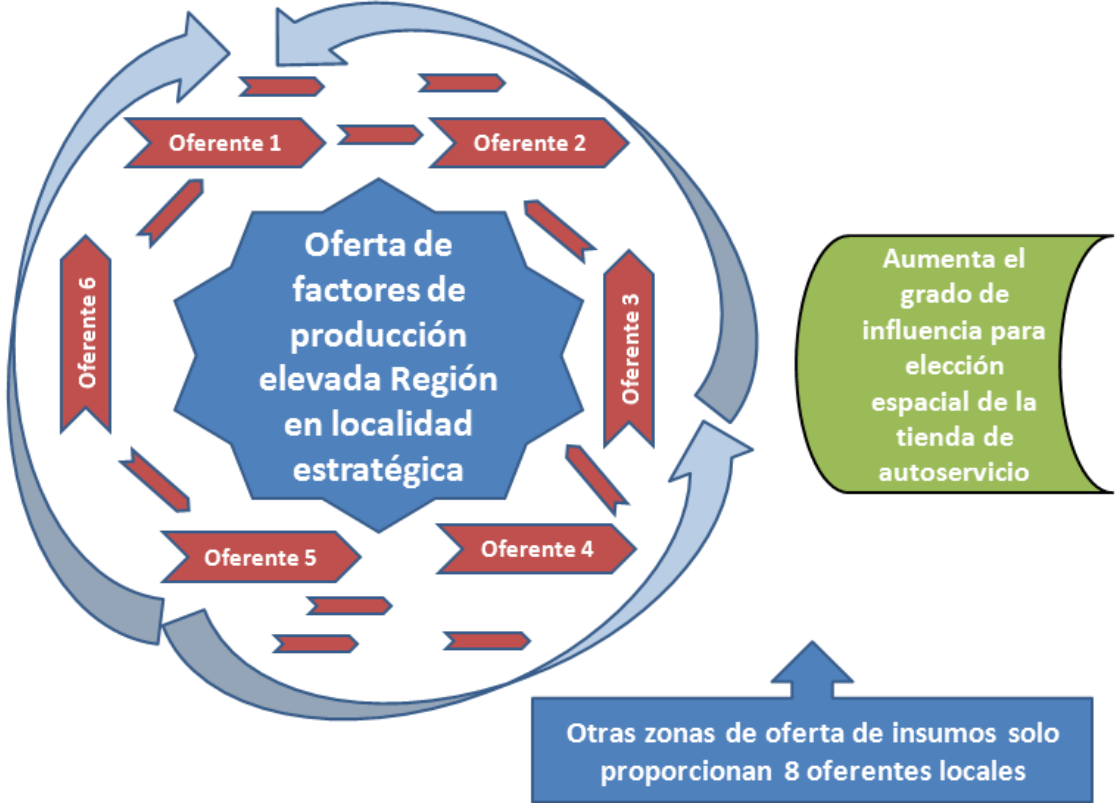 Oferente 1
Oferente 2
Oferta de
factores de
producción
elevada Región
en localidad
estratégica
Oferente 6
Oferente 3
Oferente 5
Oferente 4
Aumenta el
grado de
influencia para
elección
espacial de la
tienda de
autoservicio
Otras zonas de oferta de insumos solo
proporcionan 8 oferentes locales